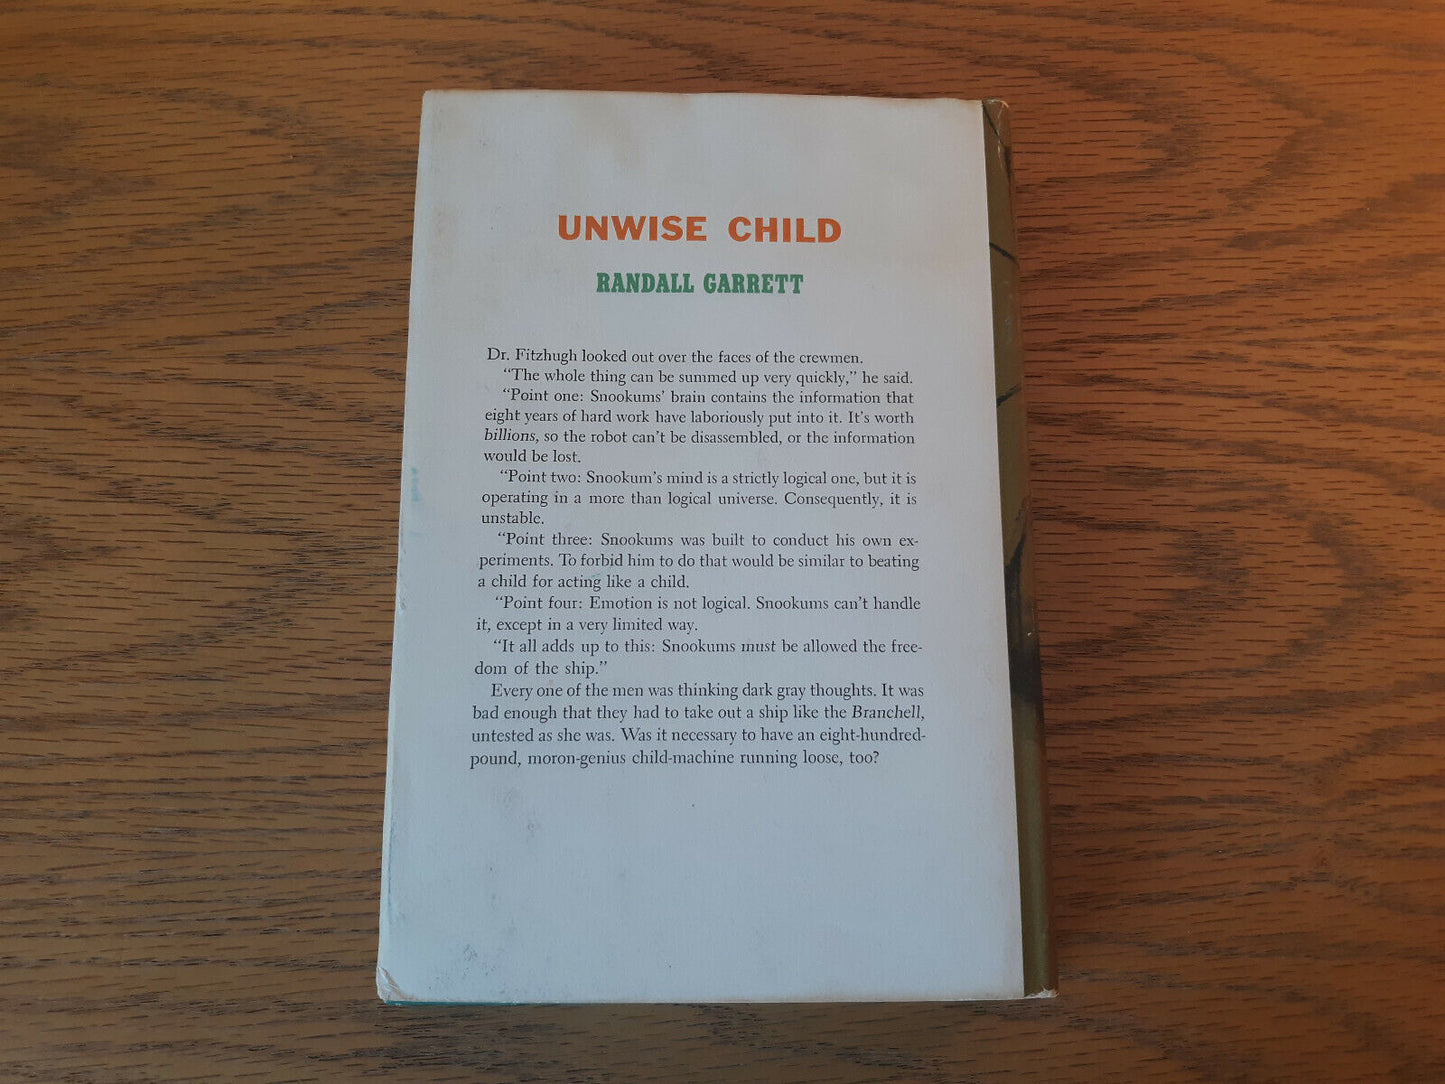 UNWISE CHILD
RANDALL GARRETT
Dr. Fitzhugh looked out over the faces of the crewmen.
"The whole thing can be summed up very quickly," he said.
"Point one: Snookums' brain contains the information that
eight years of hard work have laboriously put into it. It's worth
billions, so the robot can't be disassembled, or the information
would be lost.
"Point two: Snookum's mind is a strictly logical one, but it is
operating in a more than logical universe. Consequently, it is
unstable.
"Point three: Snookums was built to conduct his own ex-
periments. To forbid him to do that would be similar to beating
a child for acting like a child.
"Point four: Emotion is not logical. Snookums can't handle
it, except in a very limited way.
"It all adds up to this: Snookums must be allowed the free-
dom of the ship."
Every one of the men was thinking dark gray thoughts. It was
bad enough that they had to take out a ship like the Branchell,
untested as she was. Was it necessary to have an eight-hundred-
pound, moron-genius child-machine running loose, too?